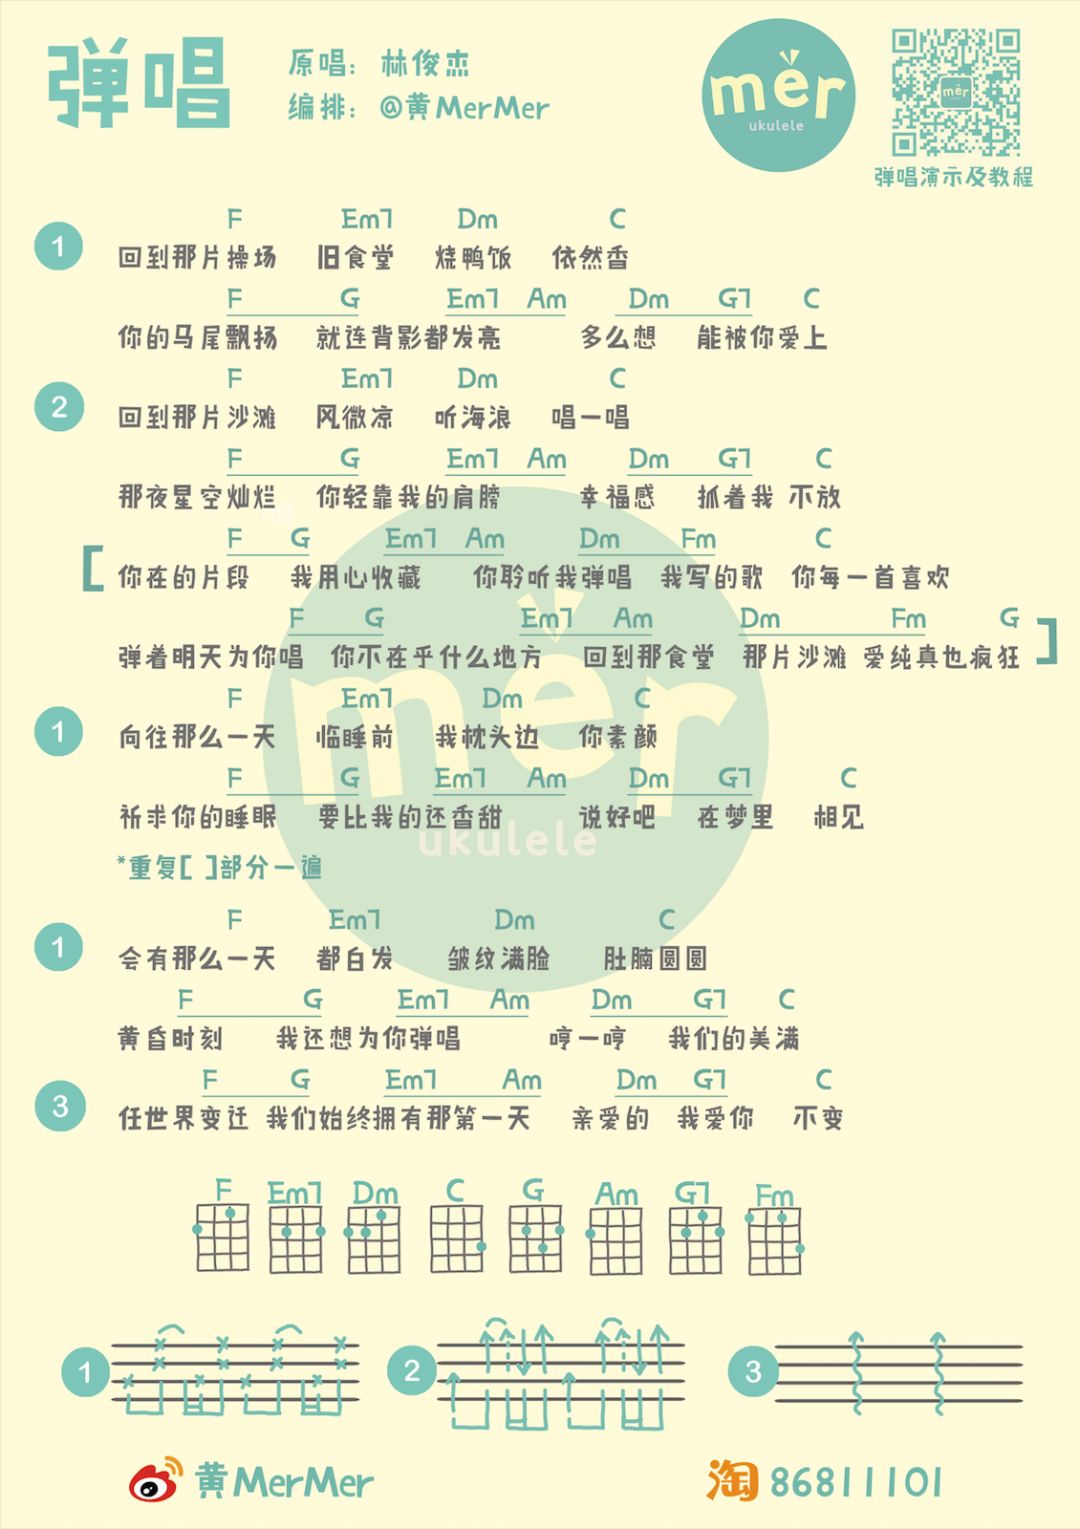 弹唱
原唱：林俊杰
编排：@黄MerMer
mer
ukulele
mer
弹唱演示及教程
F Em7 Dm C
1 回到那片操场 旧食堂 烧鸭饭 依然香
F G Em7 Am Dm G7 C
你的马尾飘扬 就连背影都发亮 多么想 能被你爱上
F Em7 Dm C
2 回到那片沙滩 风微凉 听海浪 唱一唱
F G Em7 Am Dm G7 C
那夜星空灿烂 你轻靠我的肩膀 幸福感 抓着我 不放
F G Em7 Am Dm Fm C
[ 你在的片段 我用心收藏 你聆听我弹唱 我写的歌 你每一首喜欢
F G Em7 Am Dm Fm G
弹着明天为你唱 你不在乎什么地方 回到那食堂 那片沙滩 爱纯真也疯狂 ]
F Em7 Dm C
1 向往那么一天 临睡前 我枕头边 你素颜
F G Em7 Am Dm G7 C
祈求你的睡眠 要比我的还香甜 说好吧 在梦里 相见
mer
ukulele
*重复[ ]部分一遍
F Em7 Dm C
1 会有那么一天 都白发 皱纹满脸 肚腩圆圆
F G Em7 Am Dm G7 C
黄昏时刻 我还想为你弹唱 哼一哼 我们的美满
F G Em7 Am Dm G7 C
3 任世界变迁 我们始终拥有那第一天 亲爱的 我爱你 不变
F Em7 Dm C G Am G7 Fm
1 2 3
黄MerMer
淘 86811101